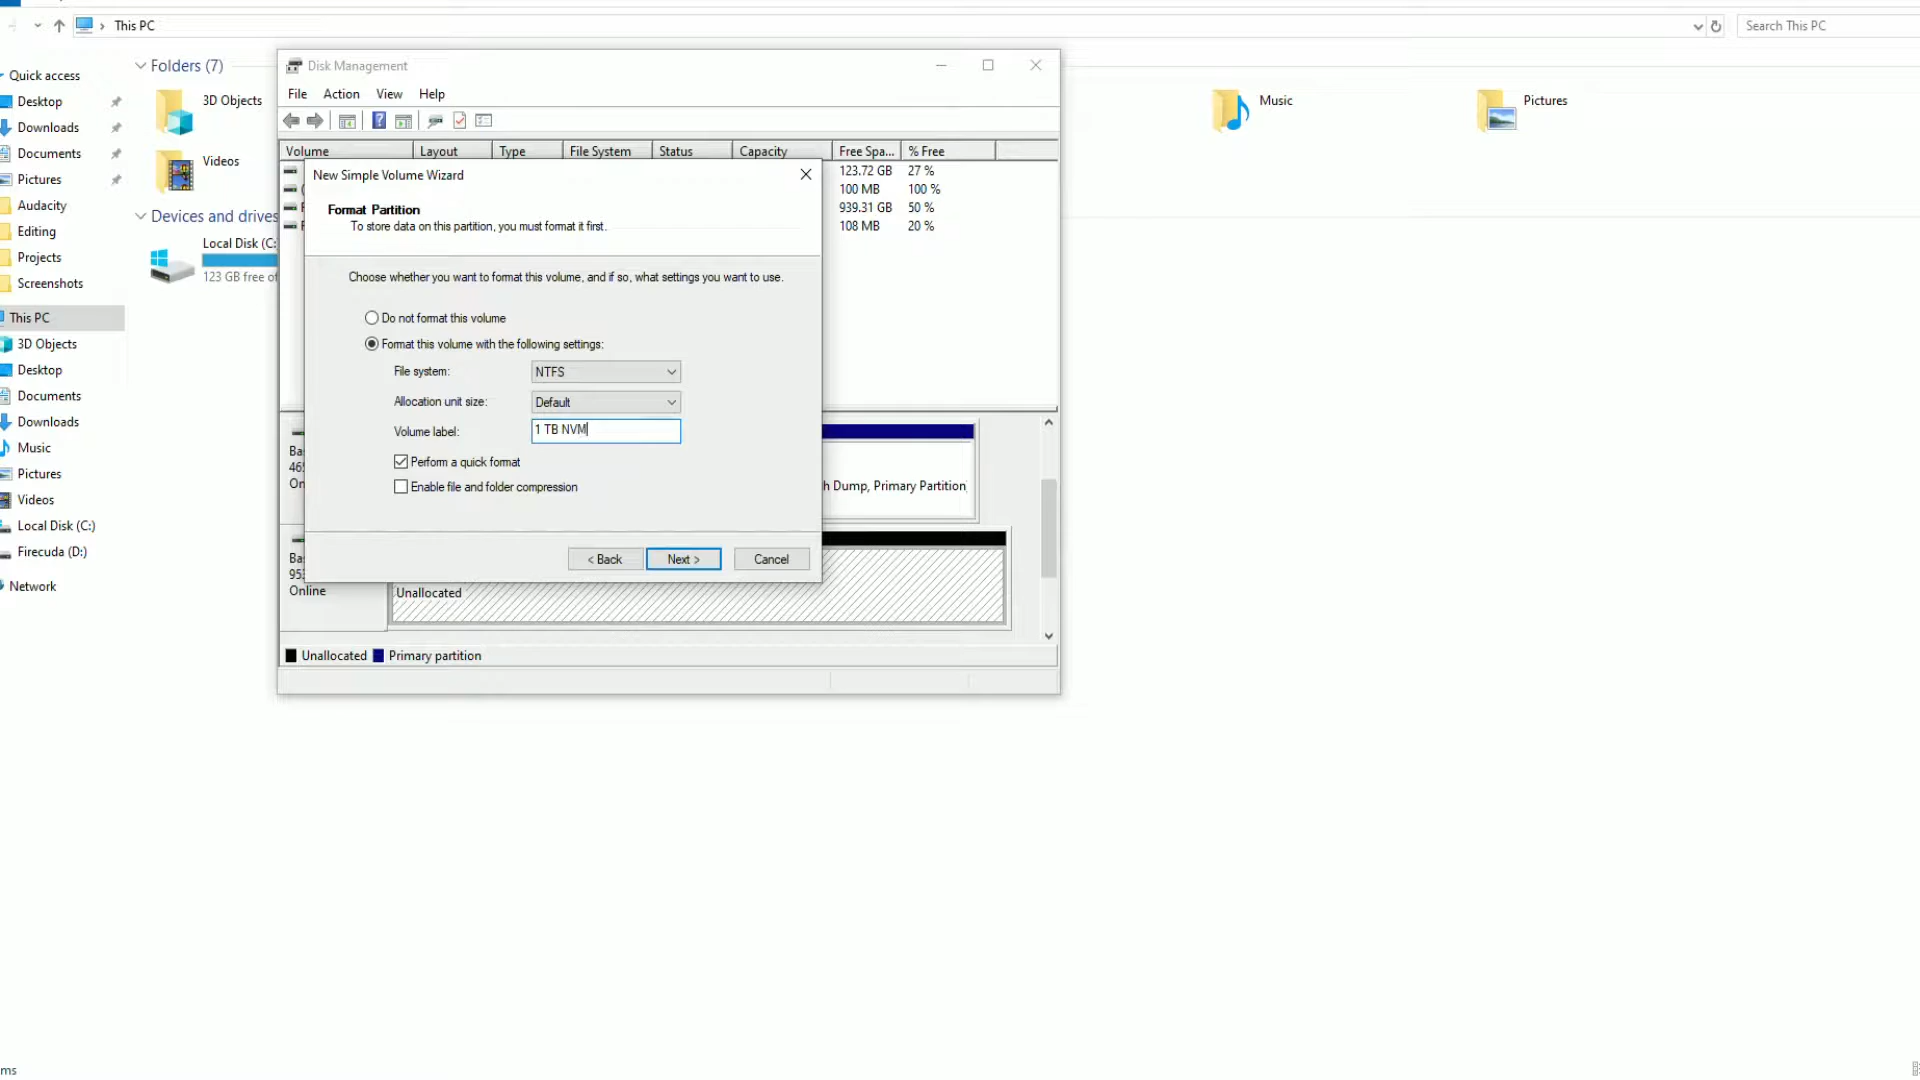 This PC
Search This PC
Quick access
Desktop
Downloads
Documents
Pictures
Audacity
Editing
Projects
Screenshots
This PC
3D Objects
Desktop
Documents
Downloads
Music
Pictures
Videos
Local Disk (C:)
Firecuda (D:)
Network
Folders (7)
3D Objects
Videos
Music
Pictures
Devices and drives
Local Disk (C:
123 GB free of
Disk Management
File Action View Help
Volume Layout Type File System Status Capacity Free Spa... % Free
123.72 GB 27 %
100 MB 100 %
939.31 GB 50 %
108 MB 20 %
New Simple Volume Wizard
Format Partition
To store data on this partition, you must format it first.
Choose whether you want to format this volume, and if so, what settings you want to use.
Do not format this volume
Format this volume with the following settings:
File system: NTFS
Allocation unit size: Default
Volume label: 1 TB NVM
Perform a quick format
Enable file and folder compression
< Back Next > Cancel
Ba
On
h Dump, Primary Partition
Ba
Online
Unallocated
Unallocated Primary partition
ms